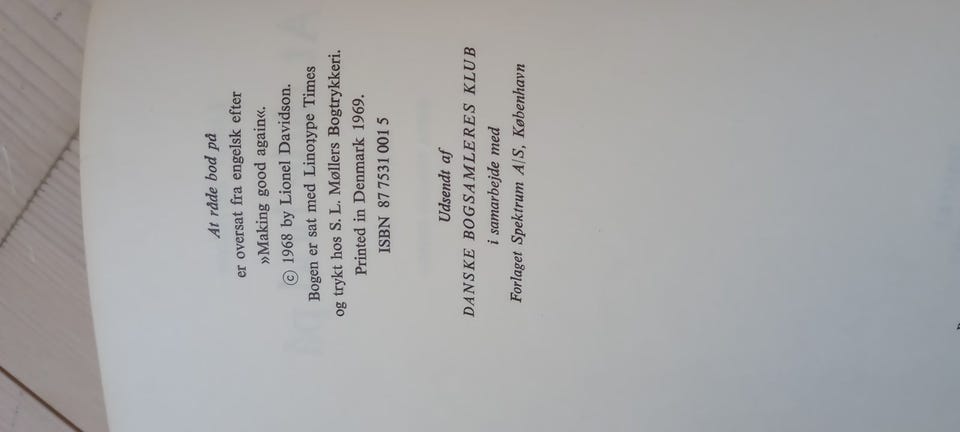 At råde bod på
er oversat fra engelsk efter
»Making good again«.
© 1968 by Lionel Davidson.
Bogen er sat med Linotype Times
og trykt hos S. L. Møllers Bogtrykkeri.
Printed in Denmark 1969.
ISBN 87 7531 001 5
Udsendt af
DANSKE BOGSAMLERES KLUB
i samarbejde med
Forlaget Spektrum A/S, København